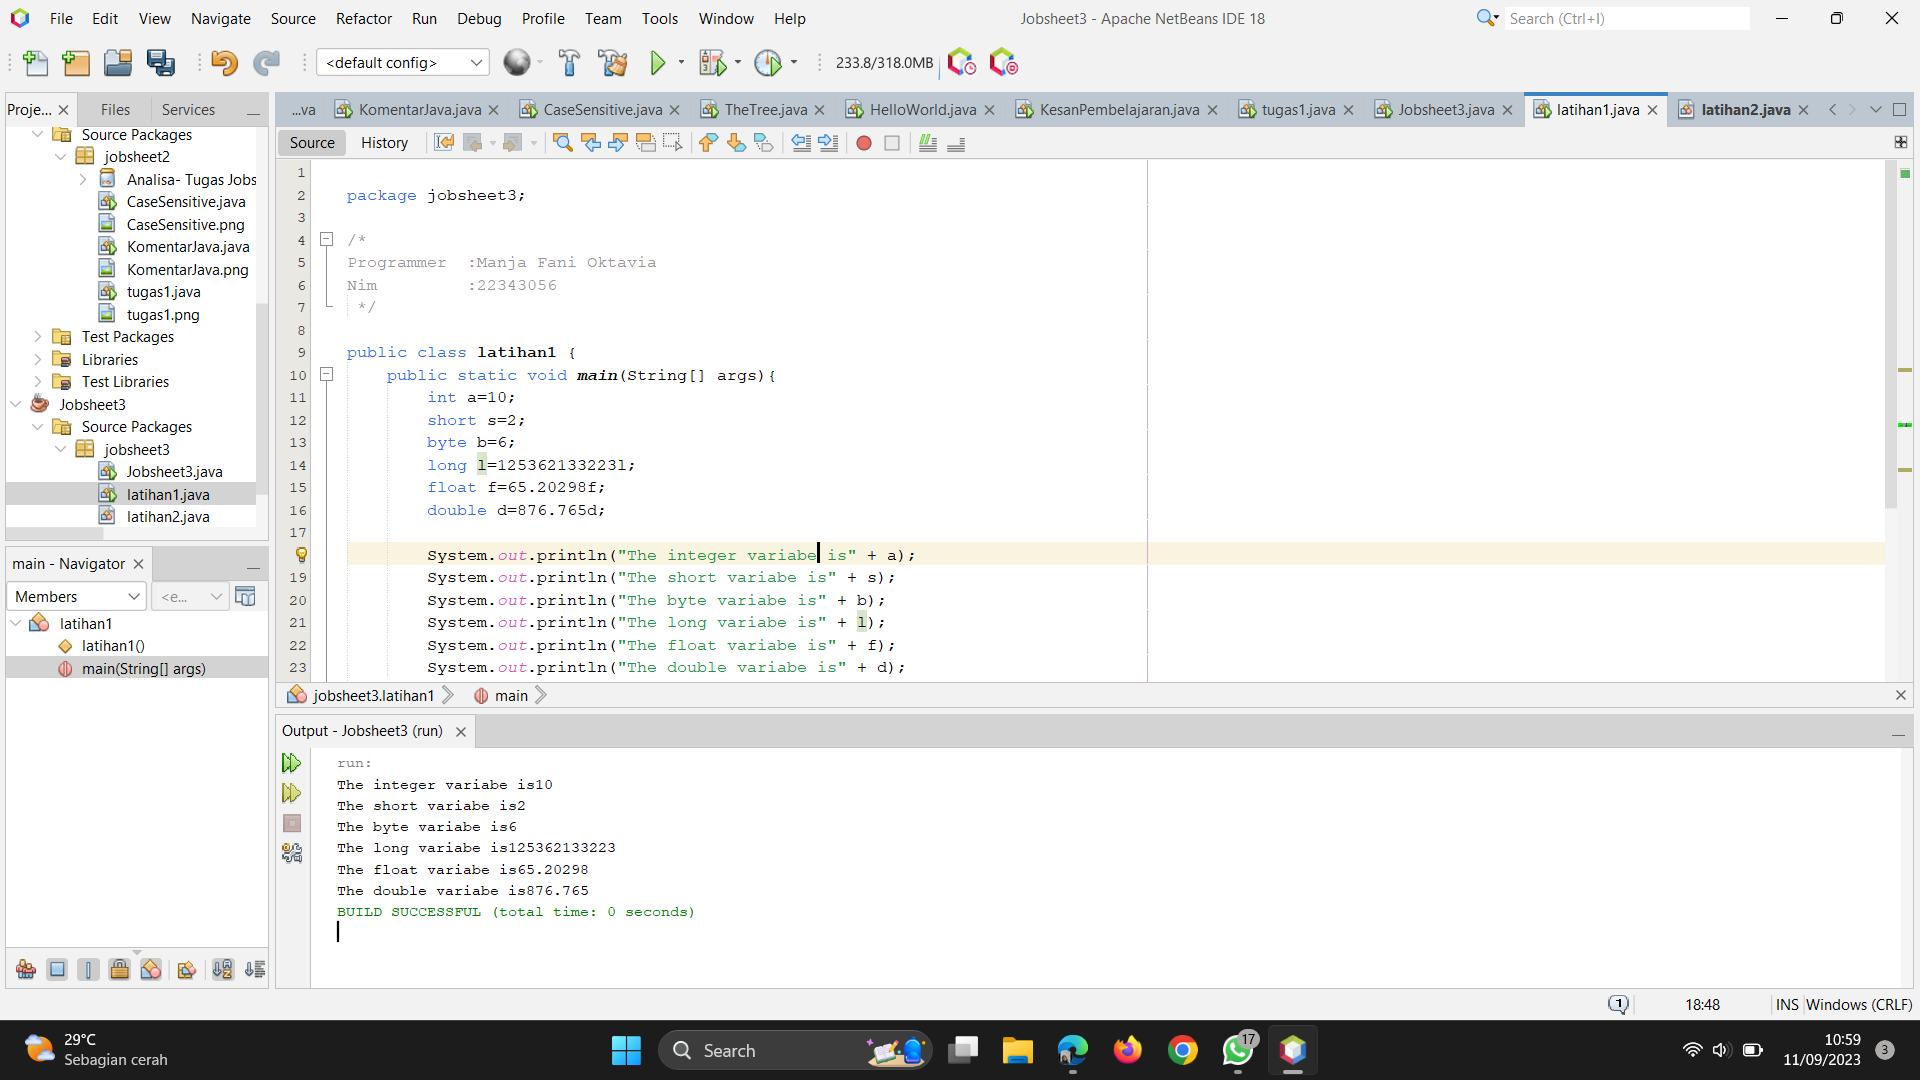 File Edit View Navigate Source Refactor Run Debug Profile Team Tools Window Help
Jobsheet3 - Apache NetBeans IDE 18
Search (Ctrl+I)
<default config>
233.8/318.0MB
Proje...
Files
Services
...va
KomentarJava.java
CaseSensitive.java
TheTree.java
HelloWorld.java
KesanPembelajaran.java
tugas1.java
Jobsheet3.java
latihan1.java
latihan2.java
Source
History
Source Packages
jobsheet2
Analisa- Tugas Jobs
CaseSensitive.java
CaseSensitive.png
KomentarJava.java
KomentarJava.png
tugas1.java
tugas1.png
Test Packages
Libraries
Test Libraries
Jobsheet3
Source Packages
jobsheet3
Jobsheet3.java
latihan1.java
latihan2.java
main - Navigator
Members
<e...
latihan1
latihan1()
main(String[] args)
1
2 package jobsheet3;
3
4 /*
5 Programmer :Manja Fani Oktavia
6 Nim :22343056
7 */
8
9 public class latihan1 {
10 public static void main(String[] args){
11 int a=10;
12 short s=2;
13 byte b=6;
14 long l=125362133223l;
15 float f=65.20298f;
16 double d=876.765d;
17
System.out.println("The integer variabe is" + a);
19 System.out.println("The short variabe is" + s);
20 System.out.println("The byte variabe is" + b);
21 System.out.println("The long variabe is" + l);
22 System.out.println("The float variabe is" + f);
23 System.out.println("The double variabe is" + d);
jobsheet3.latihan1
main
Output - Jobsheet3 (run)
run:
The integer variabe is10
The short variabe is2
The byte variabe is6
The long variabe is125362133223
The float variabe is65.20298
The double variabe is876.765
BUILD SUCCESSFUL (total time: 0 seconds)
1
18:48
INS
Windows (CRLF)
29°C
Sebagian cerah
Search
17
10:59
11/09/2023
3